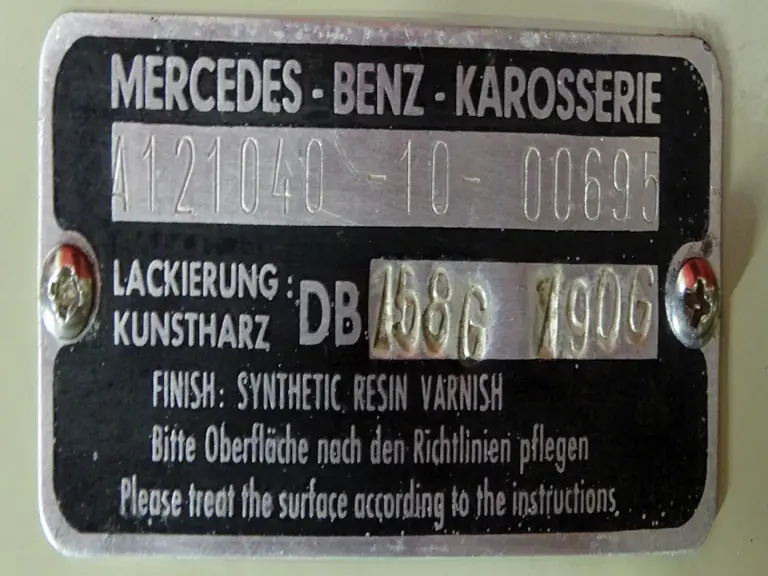 MERCEDES-BENZ-KAROSSERIE
A121040 -10- 00695
LACKIERUNG:
KUNSTHARZ DB 158G 190G
FINISH: SYNTHETIC RESIN VARNISH
Bitte Oberfläche nach den Richtlinien pflegen
Please treat the surface according to the instructions